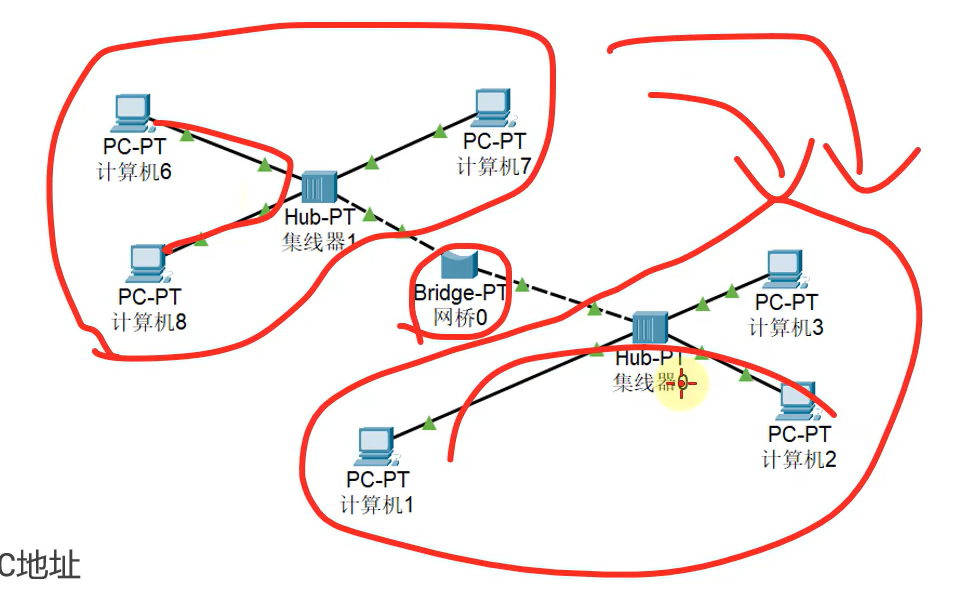 PC-PT
计算机6
PC-PT
计算机7
Hub-PT
集线器1
PC-PT
计算机8
Bridge-PT
网桥0
PC-PT
计算机3
Hub-PT
集线器0
PC-PT
计算机2
PC-PT
计算机1
C地址